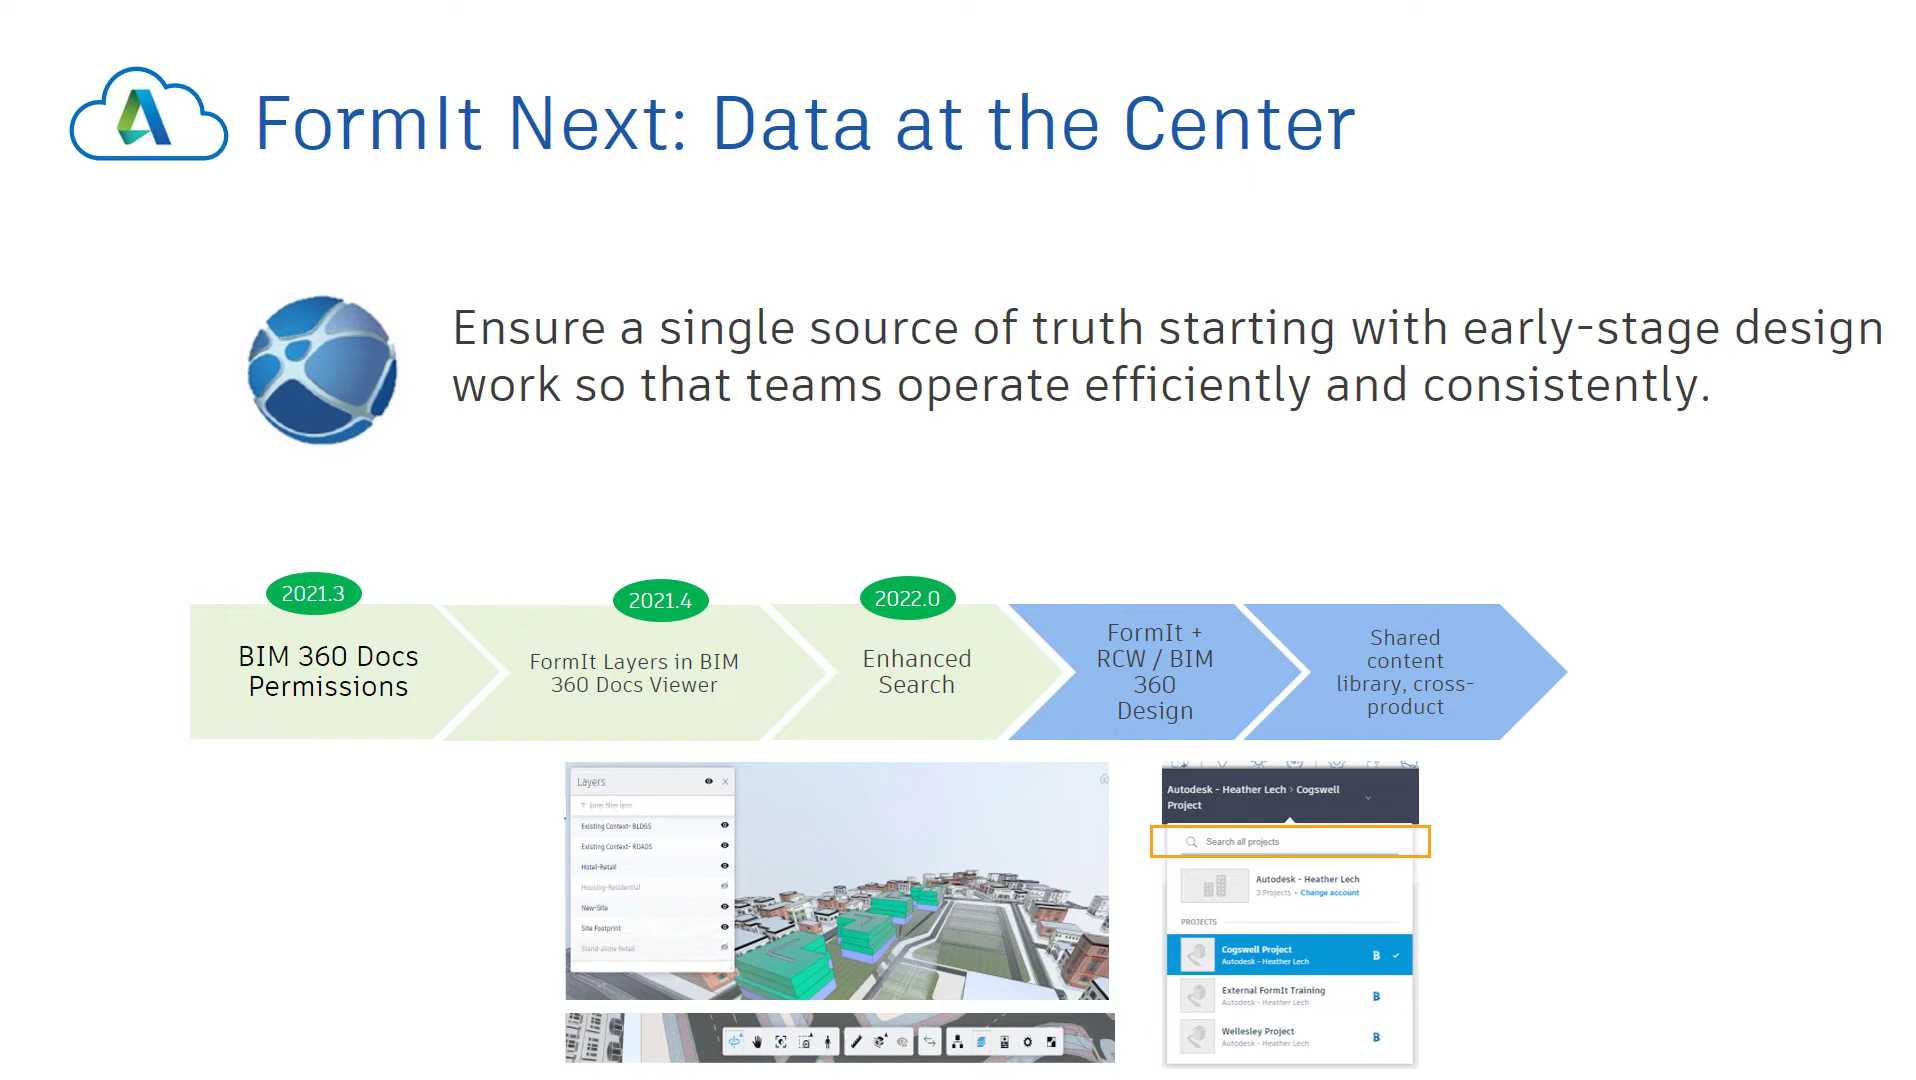 FormIt Next: Data at the Center
Ensure a single source of truth starting with early-stage design
work so that teams operate efficiently and consistently.
2021.3
2021.4
2022.0
BIM 360 Docs
Permissions
FormIt Layers in BIM
360 Docs Viewer
Enhanced
Search
FormIt +
RCW / BIM
360
Design
Shared
content
library, cross-
product
Layers
Enter filter term
Existing Context- BLDGS
Existing Context- ROADS
Hotel-Retail
Housing-Residential
New-Site
Site Footprint
Stand-alone Retail
Autodesk - Heather Lech > Cogswell
Project
Search all projects
Autodesk - Heather Lech
3 Projects • Change account
PROJECTS
Cogswell Project
Autodesk - Heather Lech
B
External FormIt Training
Autodesk - Heather Lech
B
Wellesley Project
Autodesk - Heather Lech
B